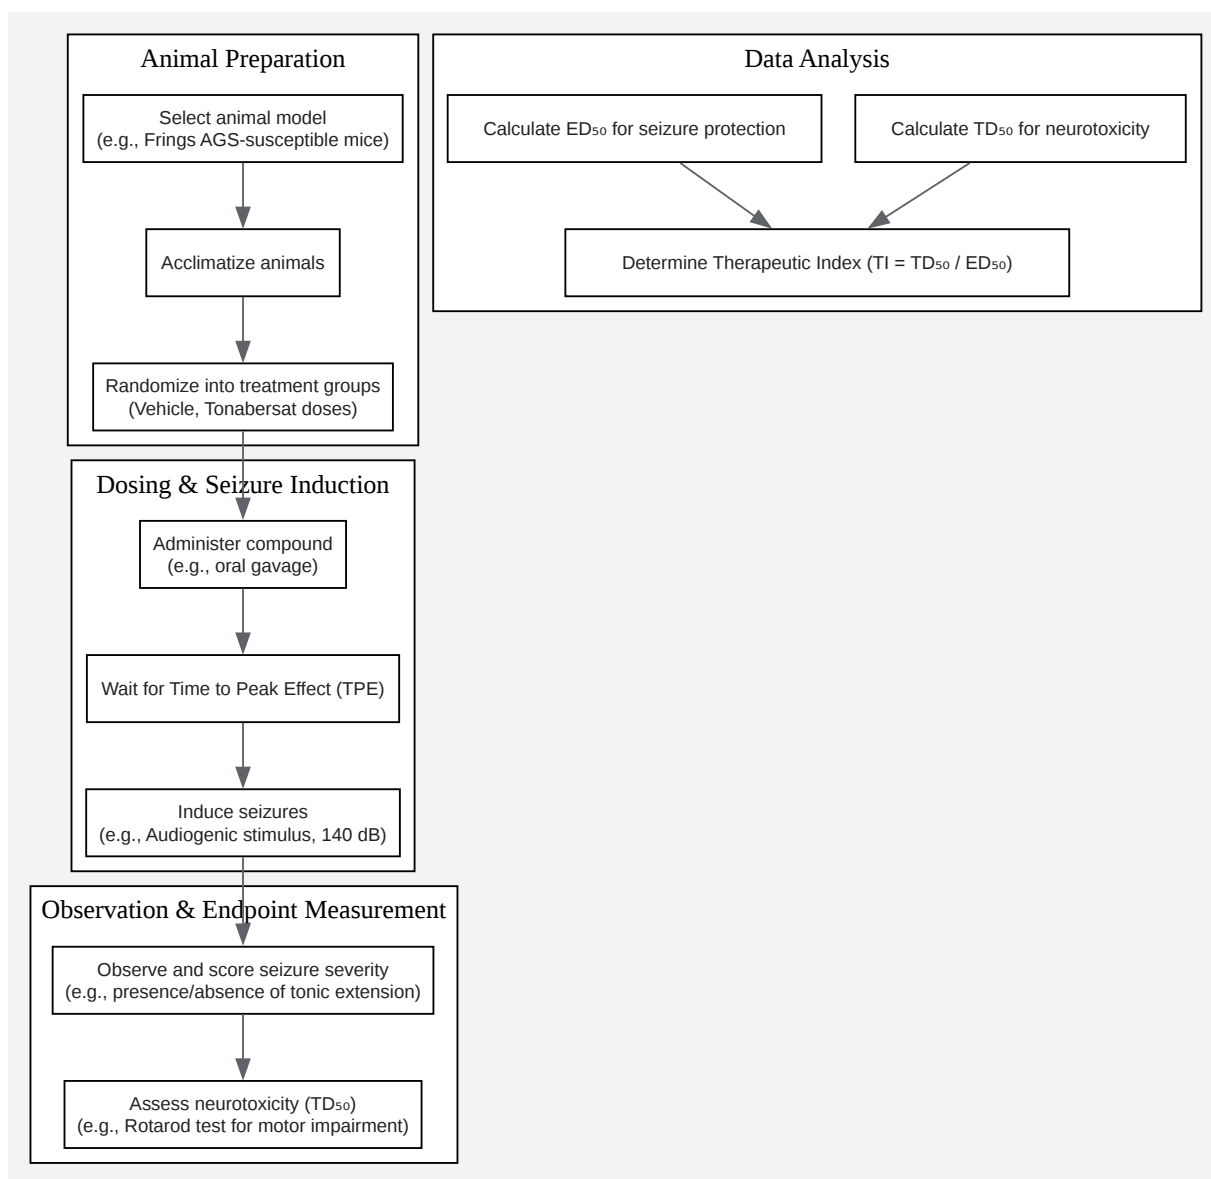 Animal Preparation
Select animal model
(e.g., Frings AGS-susceptible mice)
Acclimatize animals
Randomize into treatment groups
(Vehicle, Tonabersat doses)
Dosing & Seizure Induction
Administer compound
(e.g., oral gavage)
Wait for Time to Peak Effect (TPE)
Induce seizures
(e.g., Audiogenic stimulus, 140 dB)
Observation & Endpoint Measurement
Observe and score seizure severity
(e.g., presence/absence of tonic extension)
Assess neurotoxicity (TD₅₀)
(e.g., Rotarod test for motor impairment)
Data Analysis
Calculate ED₅₀ for seizure protection
Calculate TD₅₀ for neurotoxicity
Determine Therapeutic Index (TI = TD₅₀ / ED₅₀)